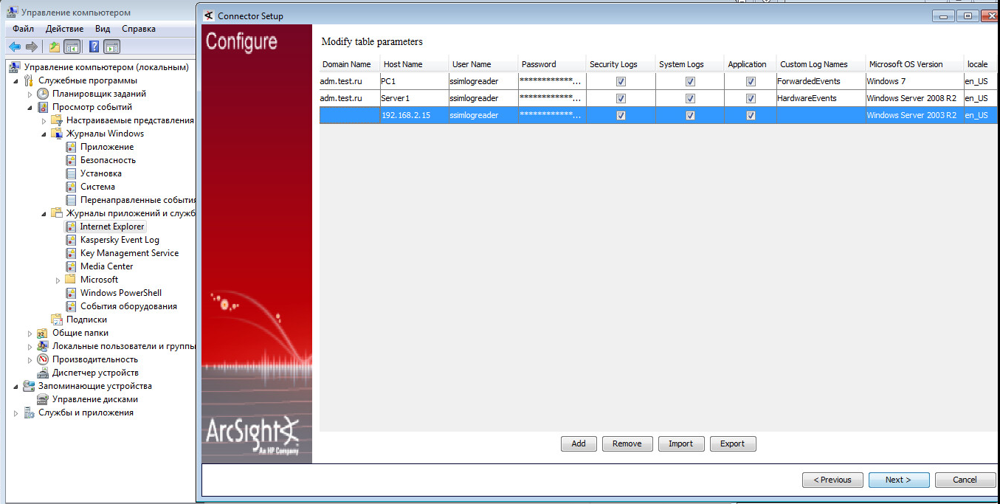 Управление компьютером
Файл Действие Вид Справка
Управление компьютером (локальным)
Служебные программы
Планировщик заданий
Просмотр событий
Настраиваемые представления
Журналы Windows
Приложение
Безопасность
Установка
Система
Перенаправленные события
Журналы приложений и служб
Internet Explorer
Kaspersky Event Log
Key Management Service
Media Center
Microsoft
Windows PowerShell
События оборудования
Подписки
Общие папки
Локальные пользователи и группы
Производительность
Диспетчер устройств
Запоминающие устройства
Управление дисками
Службы и приложения
Connector Setup
Configure
ArcSight
An HP Company
Modify table parameters
Domain Name Host Name User Name Password Security Logs System Logs Application Custom Log Names Microsoft OS Version locale
adm.test.ru PC1 ssimlogreader ************... ForwardedEvents Windows 7 en_US
adm.test.ru Server1 ssimlogreader ************... HardwareEvents Windows Server 2008 R2 en_US
192.168.2.15 ssimlogreader ************... Windows Server 2003 R2 en_US
Add Remove Import Export
< Previous Next > Cancel